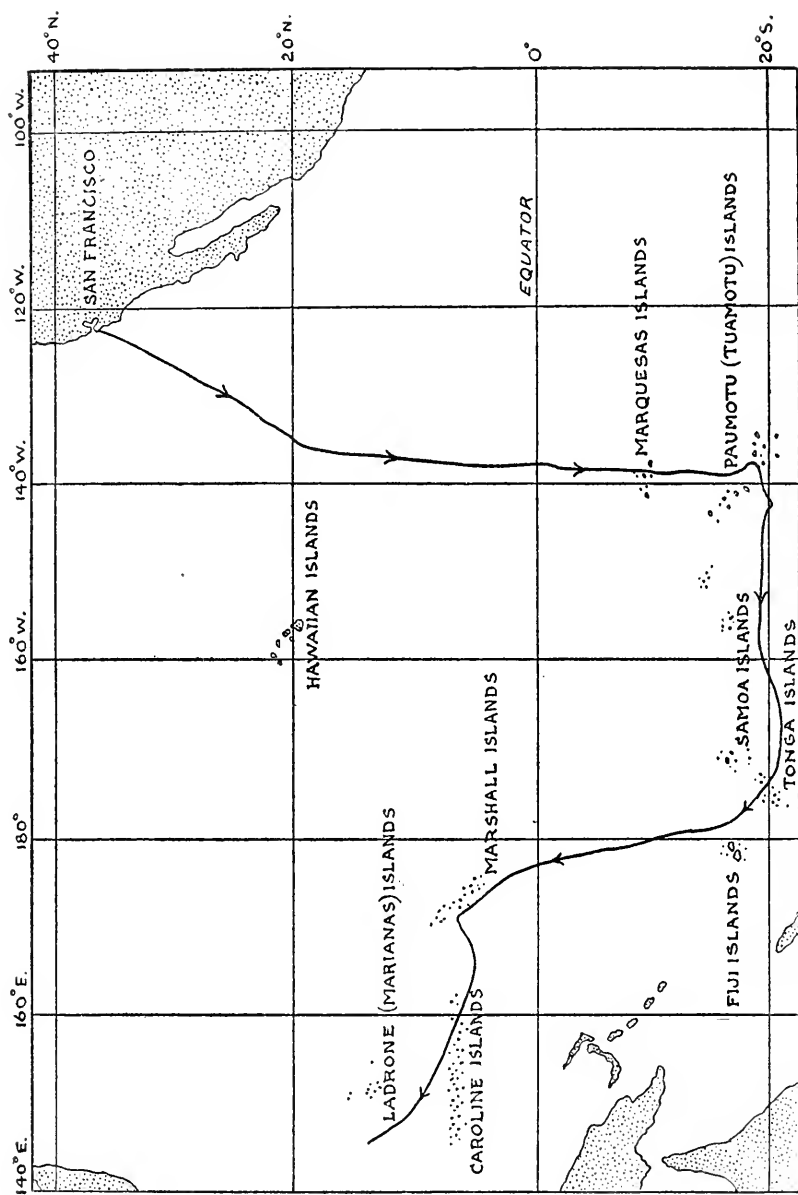 40°N.
20°N.
0°
20°S.
100°W.
120°W.
140°W.
160°W.
180°
160°E.
140°E.
SAN FRANCISCO
EQUATOR
MARQUESAS ISLANDS
PAUMOTU (TUAMOTU) ISLANDS
HAWAIIAN ISLANDS
SAMOA ISLANDS
TONGA ISLANDS
MARSHALL ISLANDS
LADRONE (MARIANAS) ISLANDS
FIJI ISLANDS
CAROLINE ISLANDS